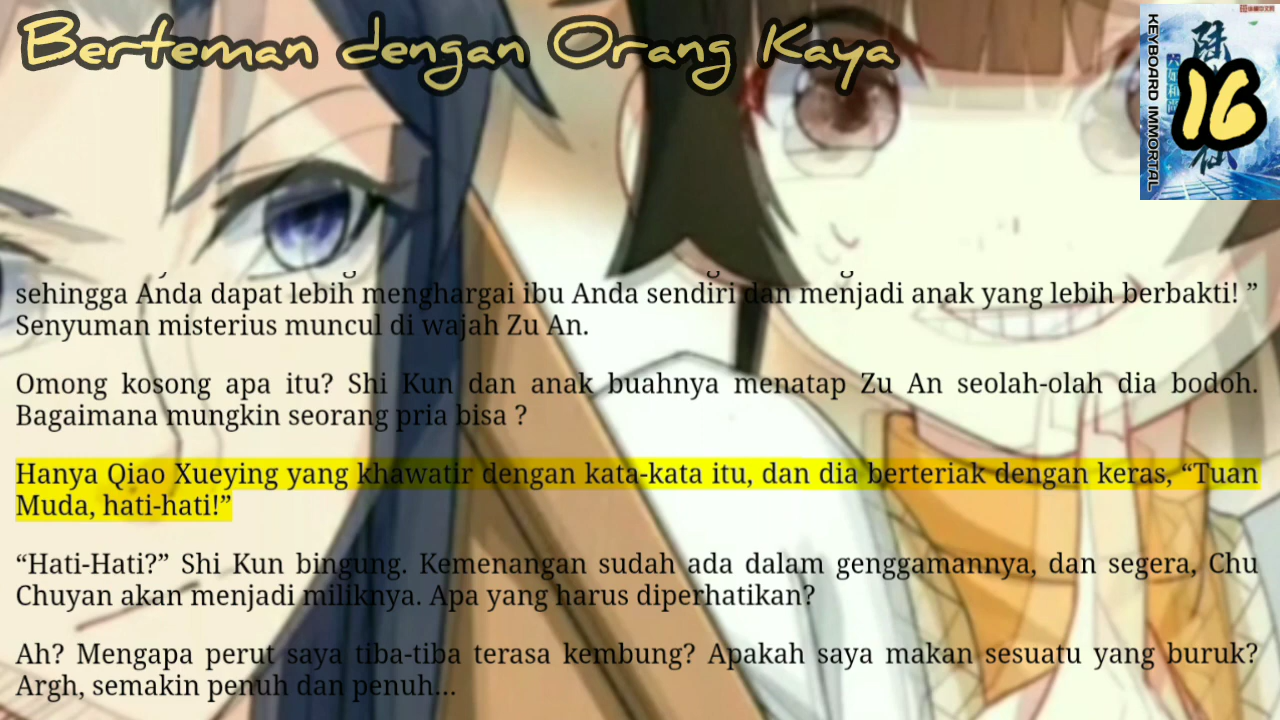 Berteman dengan Orang Kaya
KEYBOARD IMMORTAL
16
sehingga Anda dapat lebih menghargai ibu Anda sendiri dan menjadi anak yang lebih berbakti! ”
Senyuman misterius muncul di wajah Zu An.
Omong kosong apa itu? Shi Kun dan anak buahnya menatap Zu An seolah-olah dia bodoh.
Bagaimana mungkin seorang pria bisa ?
Hanya Qiao Xueying yang khawatir dengan kata-kata itu, dan dia berteriak dengan keras, “Tuan
Muda, hati-hati!”
“Hati-Hati?” Shi Kun bingung. Kemenangan sudah ada dalam genggamannya, dan segera, Chu
Chuyan akan menjadi miliknya. Apa yang harus diperhatikan?
Ah? Mengapa perut saya tiba-tiba terasa kembung? Apakah saya makan sesuatu yang buruk?
Argh, semakin penuh dan penuh...